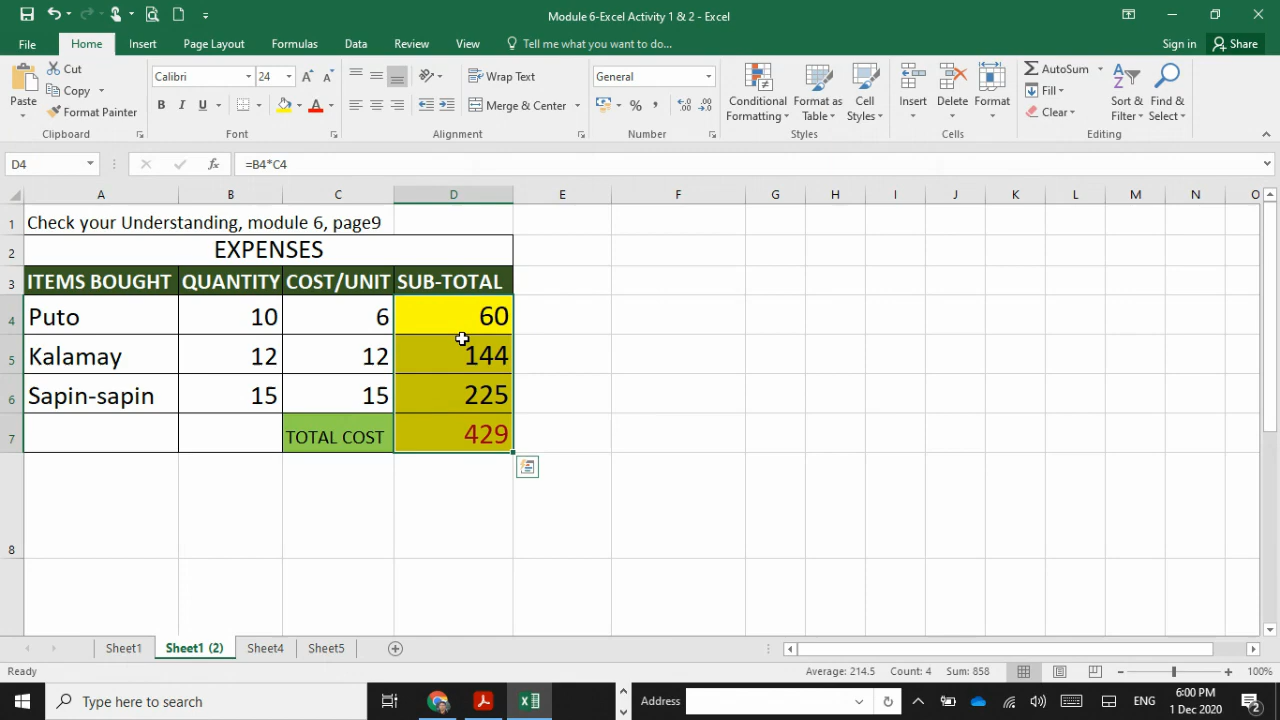 Module 6-Excel Activity 1 & 2 - Excel
File Home Insert Page Layout Formulas Data Review View Tell me what you want to do... Sign in Share
Paste Cut Copy Format Painter
Calibri 24 B I U A
Wrap Text Merge & Center
General % ,
Conditional Formatting Format as Table Cell Styles
Insert Delete Format
AutoSum Fill Clear Sort & Filter Find & Select
Clipboard Font Alignment Number Styles Cells Editing
D4 fx =B4*C4
A B C D E F G H I J K L M N O
1 Check your Understanding, module 6, page9
2 EXPENSES
3 ITEMS BOUGHT QUANTITY COST/UNIT SUB-TOTAL
4 Puto 10 6 60
5 Kalamay 12 12 144
6 Sapin-sapin 15 15 225
7 TOTAL COST 429
8
Sheet1 Sheet1 (2) Sheet4 Sheet5
Ready Average: 214.5 Count: 4 Sum: 858 100%
Type here to search Address ENG 6:00 PM
1 Dec 2020 2